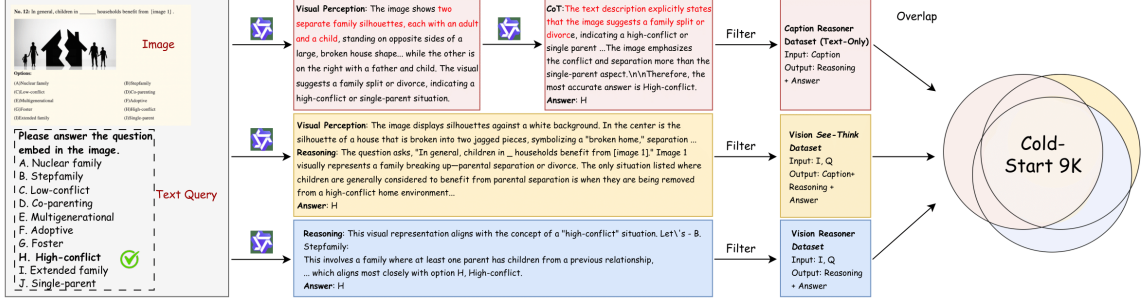 No. 12: In general, children in ______ households benefit from [image 1] .
Image
Options:
(A)Nuclear family (B)Stepfamily
(C)Low-conflict (D)Co-parenting
(E)Multigenerational (F)Adoptive
(G)Foster (H)High-conflict
(I)Extended family (J)Single-parent
Please answer the question
embed in the image.
A. Nuclear family
B. Stepfamily
C. Low-conflict
D. Co-parenting
E. Multigenerational
F. Adoptive
G. Foster
H. High-conflict
I. Extended family
J. Single-parent
Text Query
Visual Perception: The image shows two
separate family silhouettes, each with an adult
and a child, standing on opposite sides of a
large, broken house shape... while the other is
on the right with a father and child. The visual
suggests a family split or divorce, indicating a
high-conflict or single-parent situation.
CoT:The text description explicitly states
that the image suggests a family split or
divorce, indicating a high-conflict or
single parent ...The image emphasizes
the conflict and separation more than the
single-parent aspect.\n\nTherefore, the
most accurate answer is High-conflict.
Answer: H
Filter
Caption Reasoner
Dataset (Text-Only)
Input: Caption
Output: Reasoning
+ Answer
Visual Perception: The image displays silhouettes against a white background. In the center is the
silhouette of a house that is broken into two jagged pieces, symbolizing a "broken home," separation ...
Reasoning: The question asks, "In general, children in _ households benefit from [image 1]." Image 1
visually represents a family breaking up—parental separation or divorce. The only situation listed where
children are generally considered to benefit from parental separation is when they are being removed
from a high-conflict home environment...
Answer: H
Filter
Vision See-Think
Dataset
Input: I, Q
Output: Caption+
Reasoning +
Answer
Reasoning: This visual representation aligns with the concept of a "high-conflict" situation. Let\'s - B.
Stepfamily:
This involves a family where at least one parent has children from a previous relationship,
... which aligns most closely with option H, High-conflict.
Answer: H
Filter
Vision Reasoner
Dataset
Input: I, Q
Output: Reasoning
+ Answer
Overlap
Cold-
Start 9K